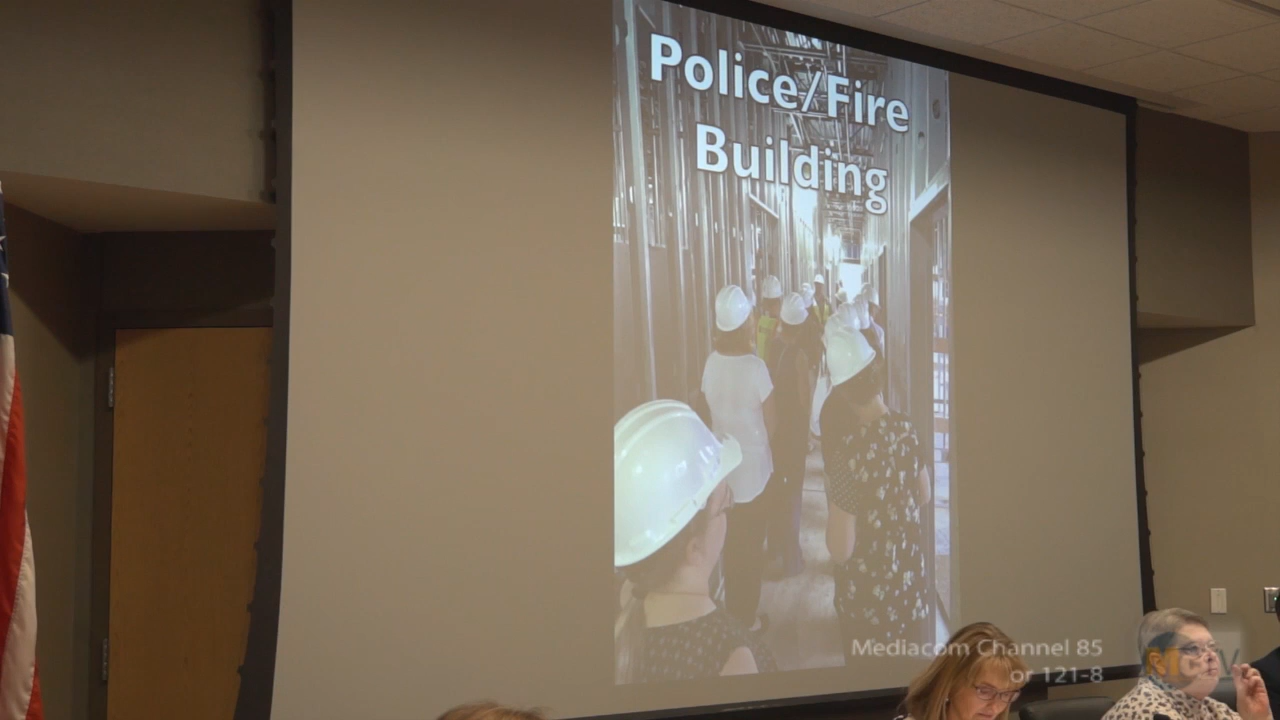 Police/Fire
Building
Mediacom Channel 85
or 121-8